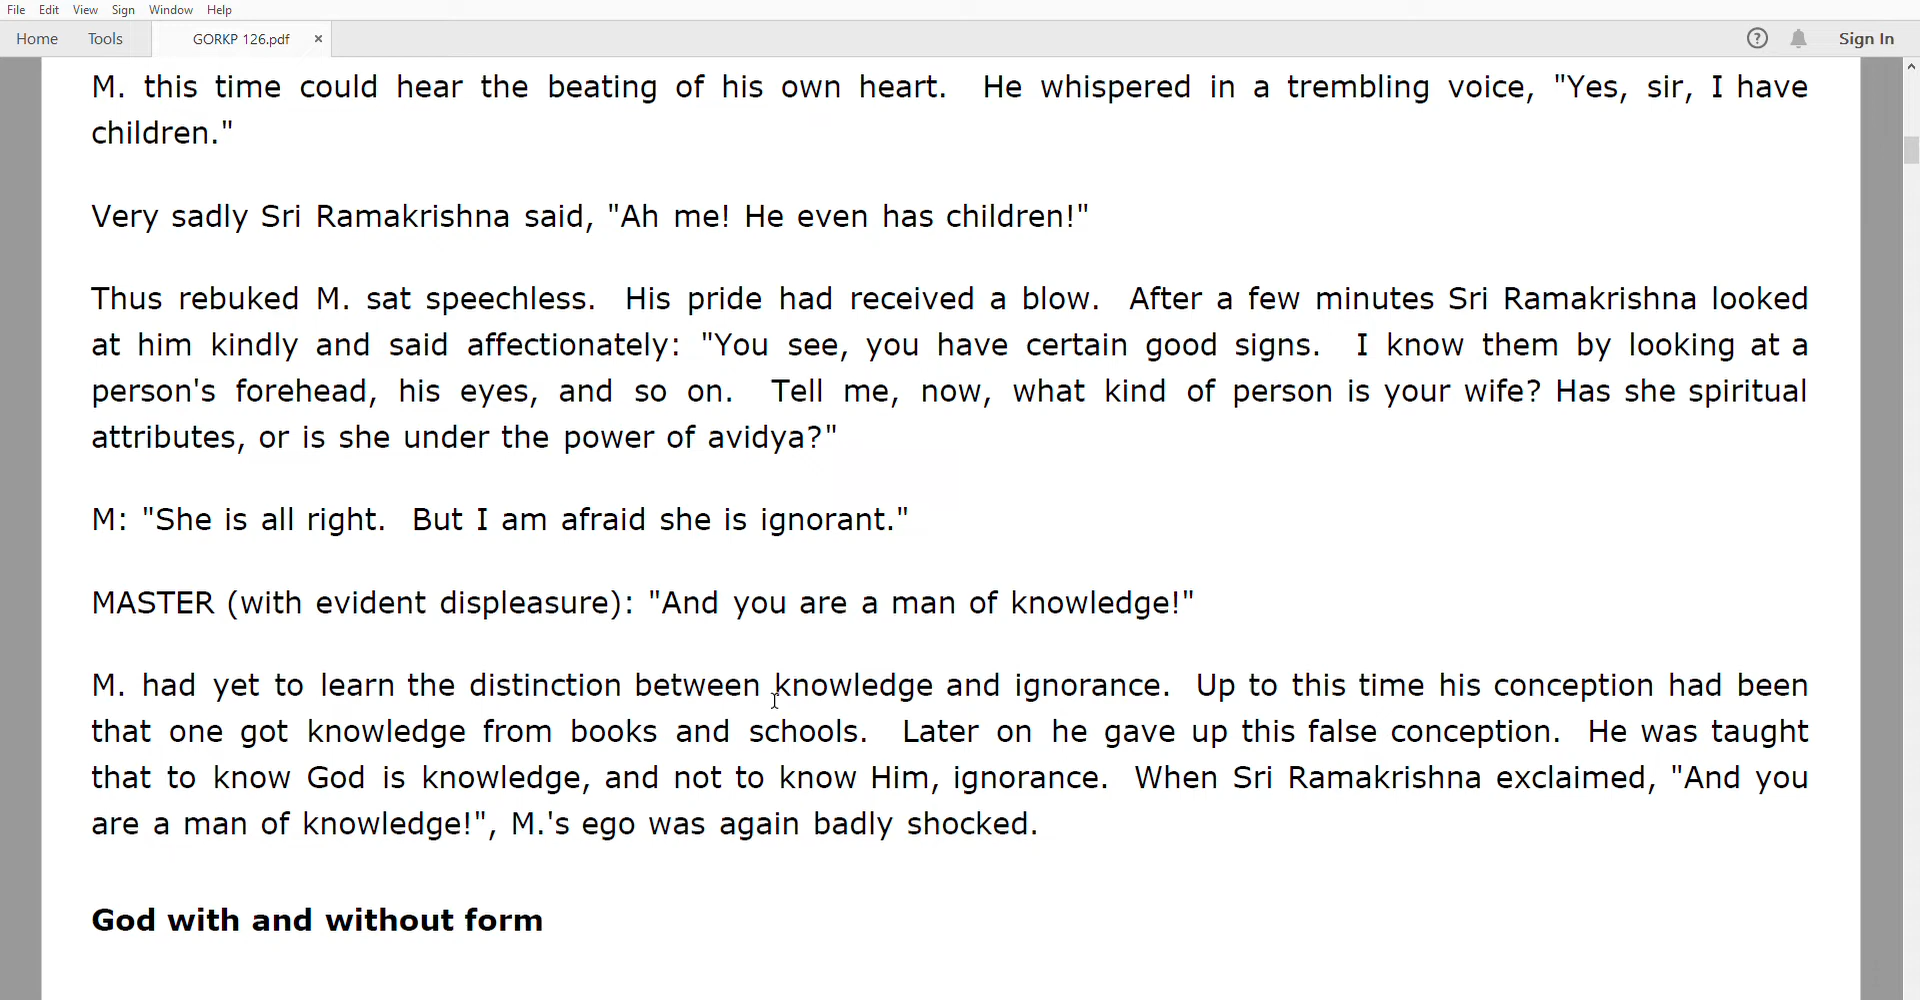 File Edit View Sign Window Help
Home Tools GORKP 126.pdf × ? Sign In
M. this time could hear the beating of his own heart. He whispered in a trembling voice, "Yes, sir, I have
children."
Very sadly Sri Ramakrishna said, "Ah me! He even has children!"
Thus rebuked M. sat speechless. His pride had received a blow. After a few minutes Sri Ramakrishna looked
at him kindly and said affectionately: "You see, you have certain good signs. I know them by looking at a
person's forehead, his eyes, and so on. Tell me, now, what kind of person is your wife? Has she spiritual
attributes, or is she under the power of avidya?"
M: "She is all right. But I am afraid she is ignorant."
MASTER (with evident displeasure): "And you are a man of knowledge!"
M. had yet to learn the distinction between knowledge and ignorance. Up to this time his conception had been
that one got knowledge from books and schools. Later on he gave up this false conception. He was taught
that to know God is knowledge, and not to know Him, ignorance. When Sri Ramakrishna exclaimed, "And you
are a man of knowledge!", M.'s ego was again badly shocked.
God with and without form